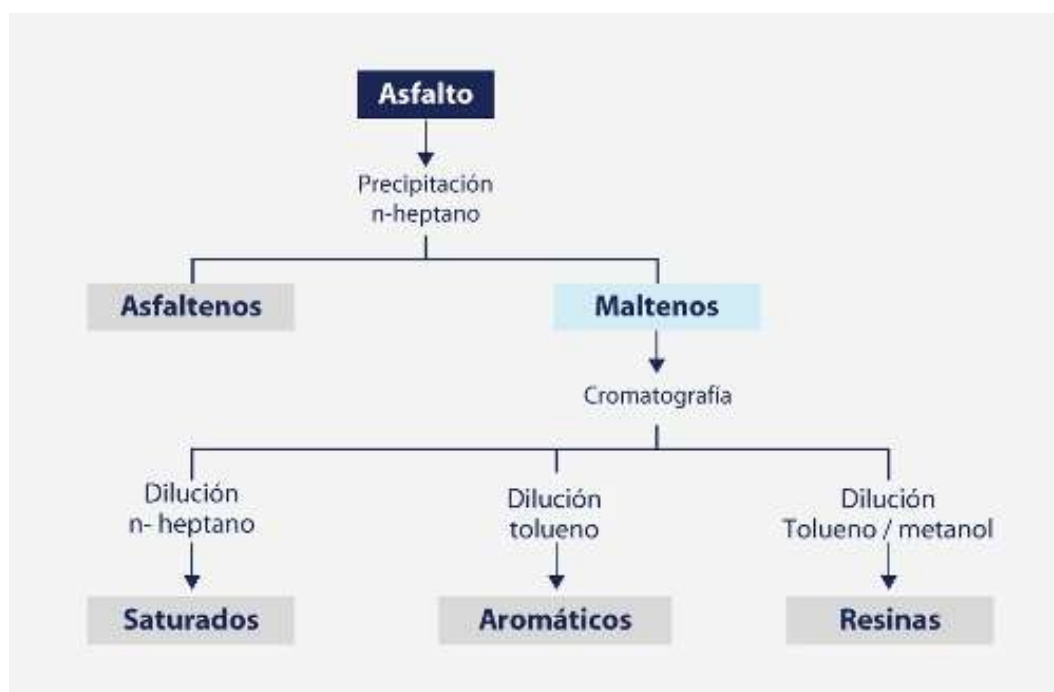 Asfalto
Precipitación
n-heptano
Asfaltenos
Maltenos
Cromatografía
Dilución
n- heptano
Dilución
tolueno
Dilución
Tolueno / metanol
Saturados
Aromáticos
Resinas